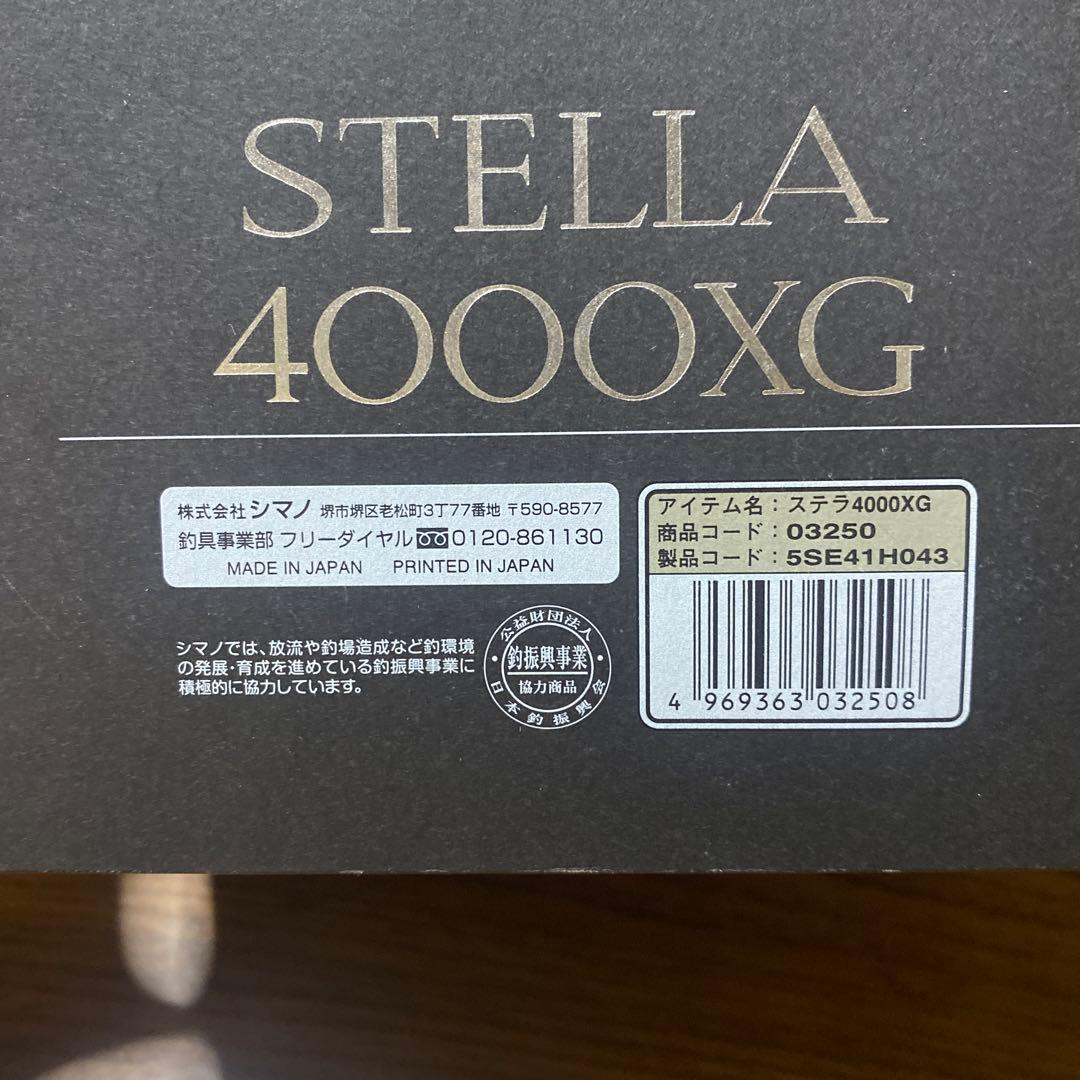 STELLA
4000XG
株式会社シマノ 堺市堺区老松町3丁77番地 〒590-8577
釣具事業部 フリーダイヤル 0120-861130
MADE IN JAPAN PRINTED IN JAPAN
シマノでは、放流や釣場造成など釣環境
の発展・育成を進めている釣振興事業に
積極的に協力しています。
公益財団法人
釣振興事業
協力商品
日本釣振興会
アイテム名：ステラ4000XG
商品コード：03250
製品コード：5SE41H043
4 969363 032508